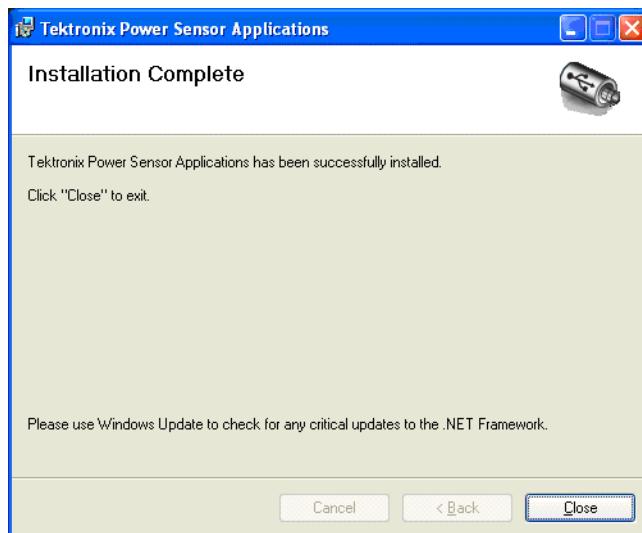 Tektronix Power Sensor Applications
Installation Complete
Tektronix Power Sensor Applications has been successfully installed.
Click "Close" to exit.
Please use Windows Update to check for any critical updates to the .NET Framework.
Cancel
< Back
Close